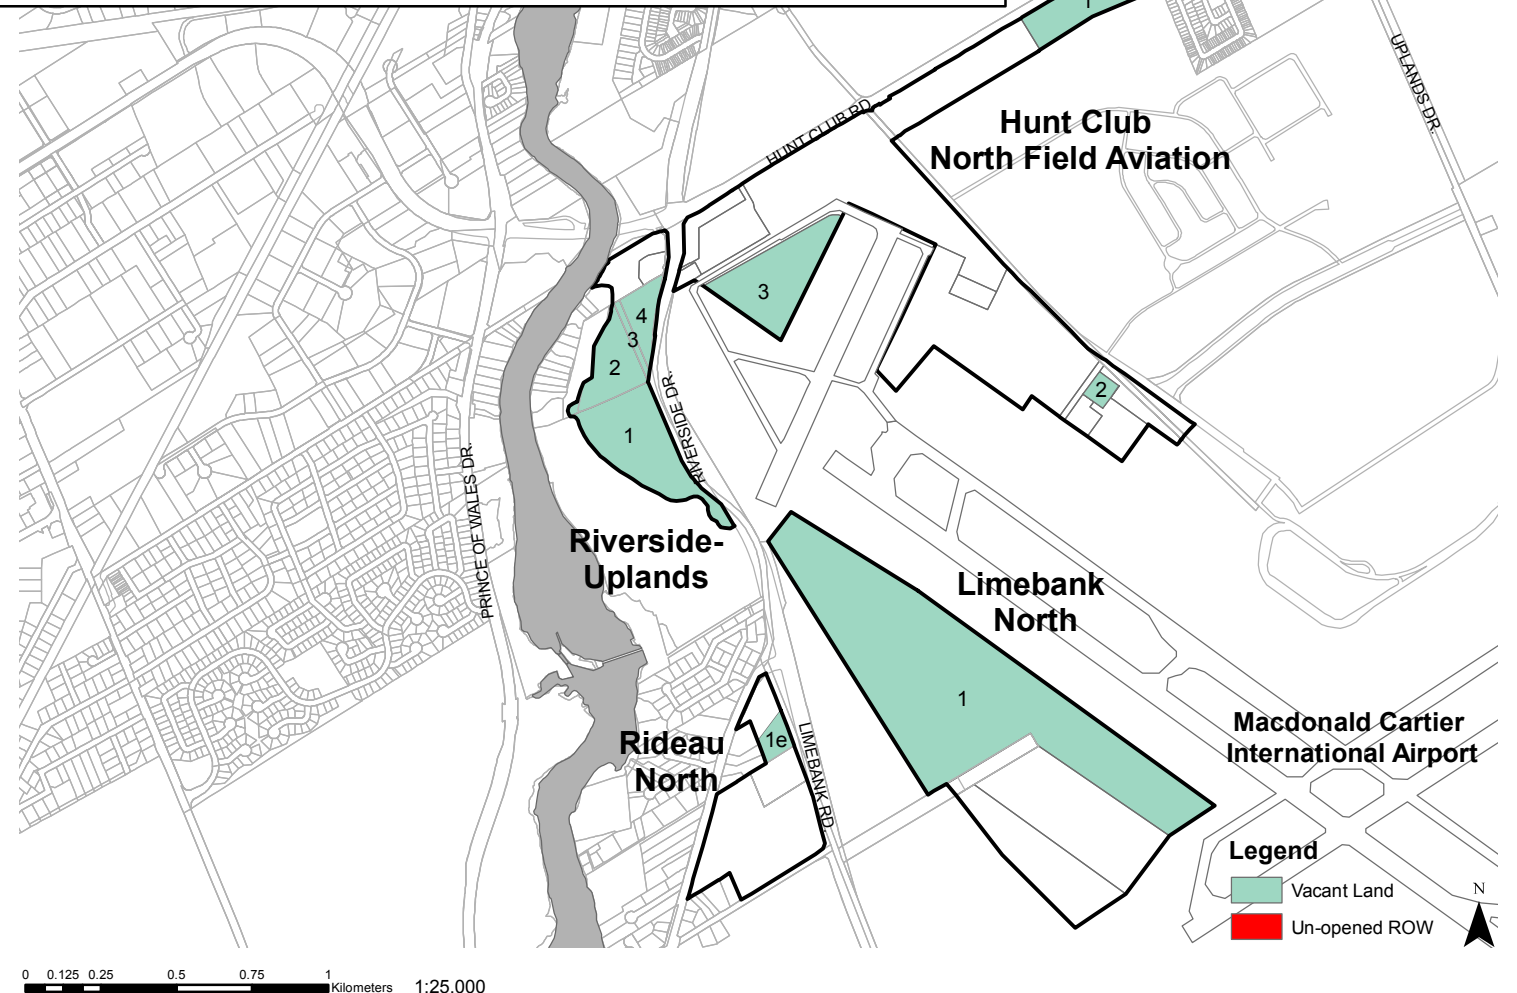 1
UPLANDS DR.
Hunt Club
North Field Aviation
HUNT CLUB RD.
3
4
3
2
1
2
RIVERSIDE DR.
PRINCE OF WALES DR.
Riverside-
Uplands
Limebank
North
1
Rideau
North
1e
LIMEBANK RD.
Macdonald Cartier
International Airport
Legend
Vacant Land
Un-opened ROW
N
0 0.125 0.25 0.5 0.75 1
Kilometers 1:25,000